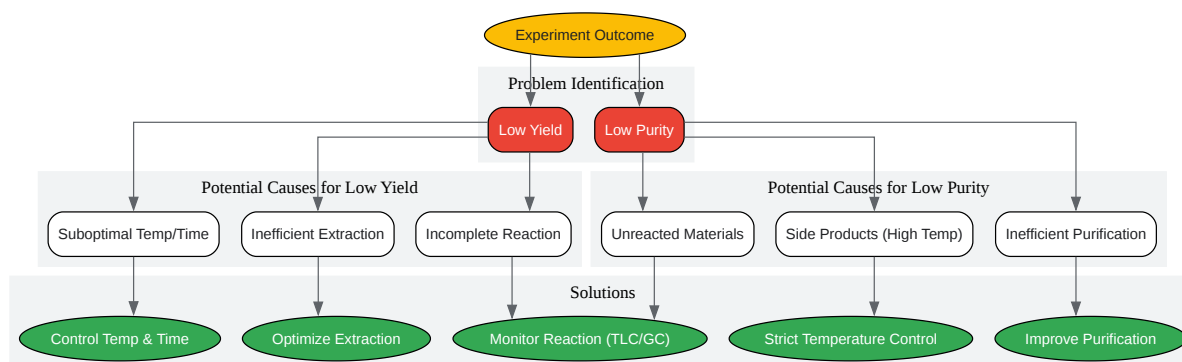 Experiment Outcome
Problem Identification
Low Yield
Low Purity
Potential Causes for Low Yield
Potential Causes for Low Purity
Suboptimal Temp/Time
Inefficient Extraction
Incomplete Reaction
Unreacted Materials
Side Products (High Temp)
Inefficient Purification
Solutions
Control Temp & Time
Optimize Extraction
Monitor Reaction (TLC/GC)
Strict Temperature Control
Improve Purification